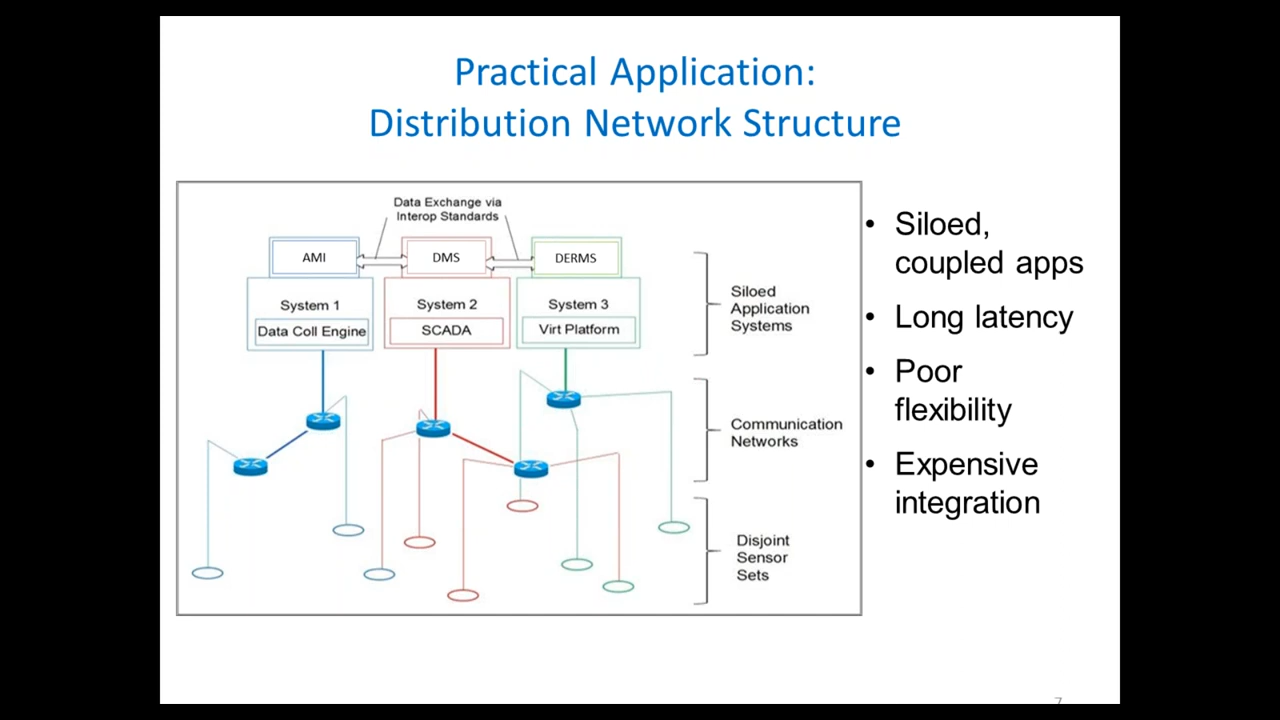 Practical Application:
Distribution Network Structure
Data Exchange via
Interop Standards
AMI
DMS
DERMS
System 1
System 2
System 3
Data Coll Engine
SCADA
Virt Platform
Siloed
Application
Systems
Communication
Networks
Disjoint
Sensor
Sets
• Siloed,
coupled apps
• Long latency
• Poor
flexibility
• Expensive
integration
7